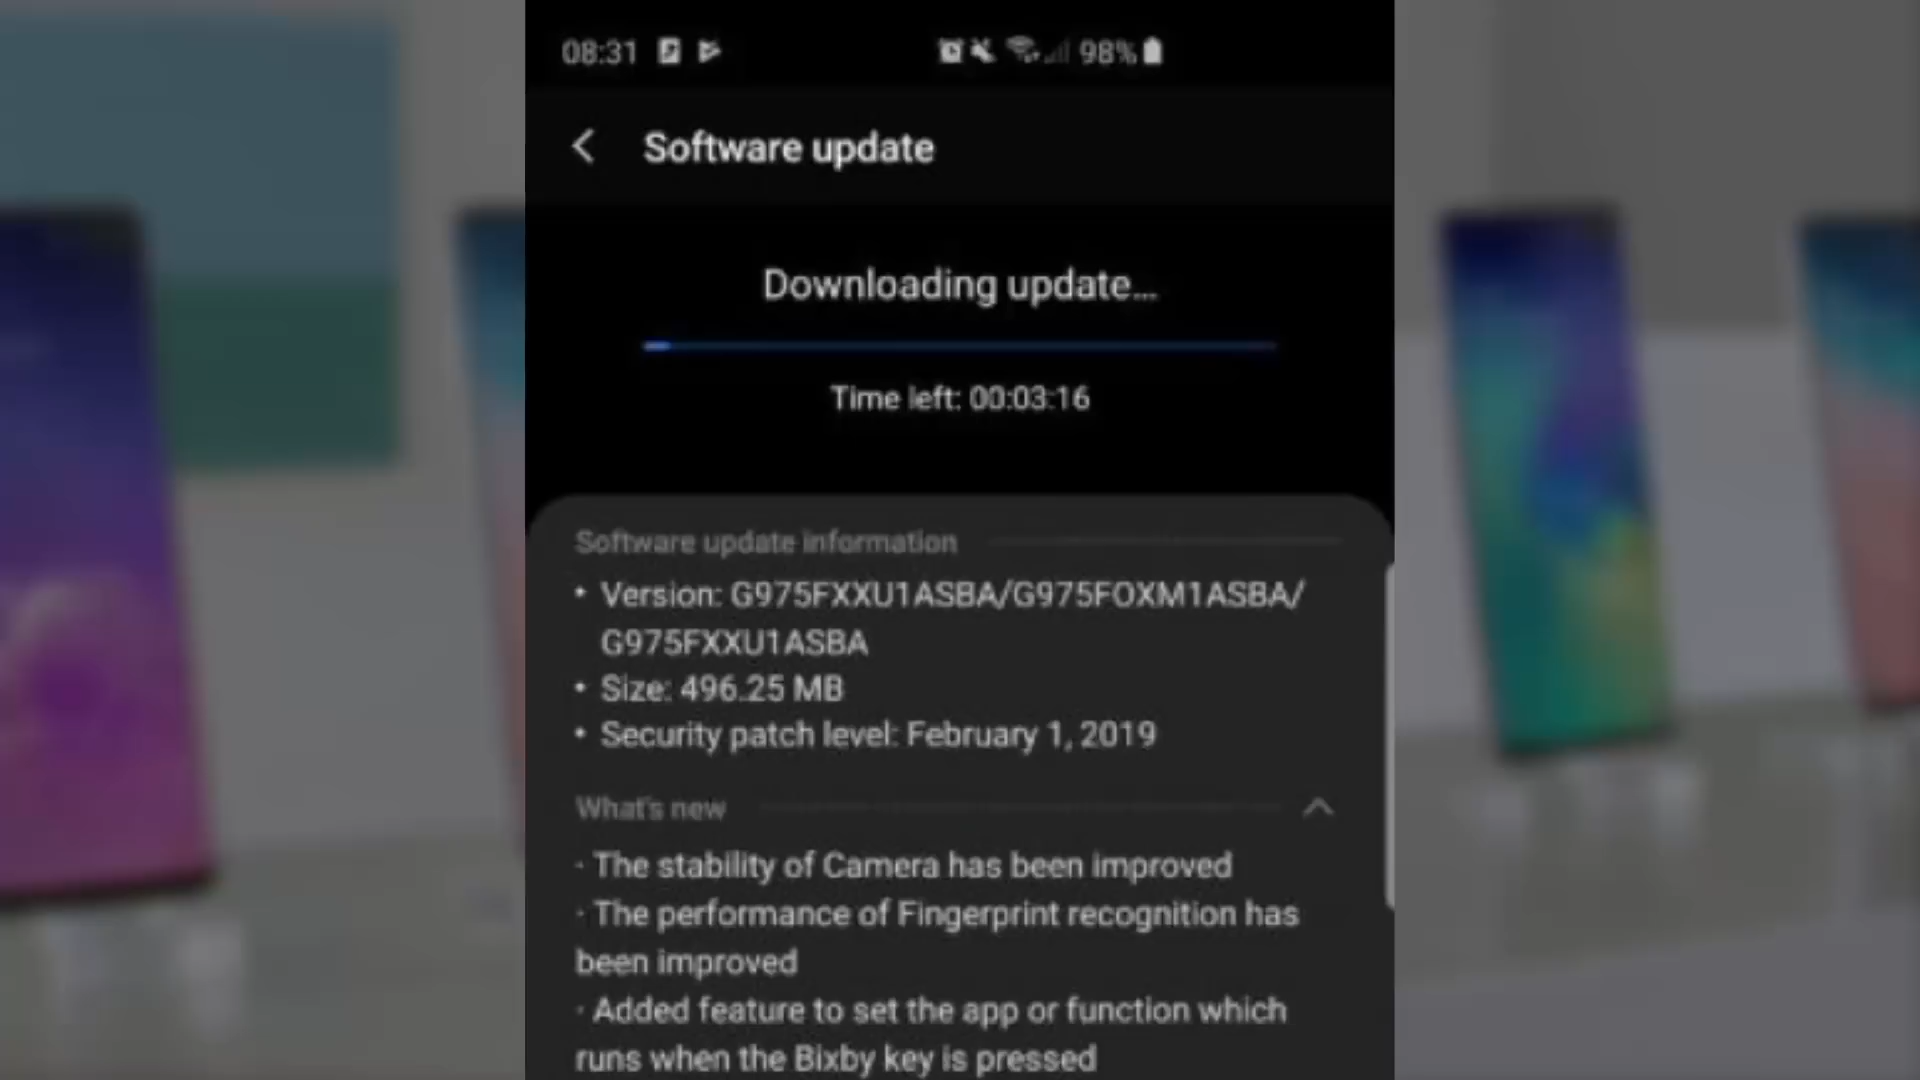 08:31 98%
Software update
Downloading update...
Time left: 00:03:16
Software update information
• Version: G975FXXU1ASBA/G975FOXM1ASBA/
G975FXXU1ASBA
• Size: 496.25 MB
• Security patch level: February 1, 2019
What's new
· The stability of Camera has been improved
· The performance of Fingerprint recognition has
been improved
· Added feature to set the app or function which
runs when the Bixby key is pressed